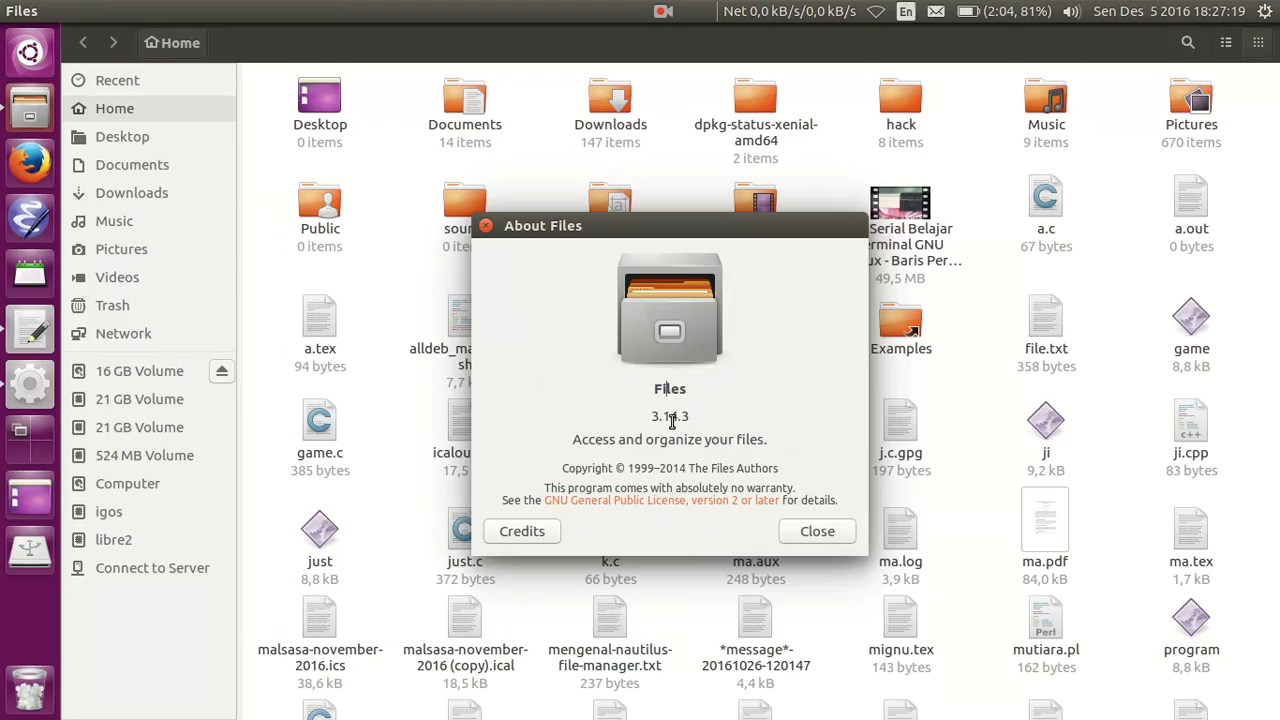 Files
Net 0,0 kB/s/0,0 kB/s
En
(2:04, 81%)
Sen Des 5 2016 18:27:19
Home
Recent
Home
Desktop
Documents
Downloads
Music
Pictures
Videos
Trash
Network
16 GB Volume
21 GB Volume
21 GB Volume
524 MB Volume
Computer
igos
libre2
Connect to Server
Desktop
0 items
Documents
14 items
Downloads
147 items
dpkg-status-xenial-
amd64
2 items
hack
8 items
Music
9 items
Pictures
670 items
Public
0 items
Serial Belajar
GNU
- Baris Per…
49,5 MB
C
a.c
67 bytes
a.out
0 bytes
a.tex
94 bytes
Examples
file.txt
358 bytes
game
8,8 kB
C
game.c
385 bytes
j.c.gpg
197 bytes
ji
9,2 kB
C
C++
ji.cpp
83 bytes
just
8,8 kB
just.c
372 bytes
k.c
66 bytes
ma.aux
248 bytes
ma.log
3,9 kB
ma.pdf
84,0 kB
ma.tex
1,7 kB
malsasa-november-
2016.ics
38,6 kB
malsasa-november-
2016 (copy).ical
18,5 kB
mengenal-nautilus-
file-manager.txt
237 bytes
*message*-
20161026-120147
4,4 kB
mignu.tex
143 bytes
Perl
mutiara.pl
162 bytes
program
8,8 kB
About Files
Files
Access and organize your files.
Copyright © 1999–2014 The Files Authors
This program comes with absolutely no warranty.
See the GNU General Public License, version 2 or later for details.
Credits
Close